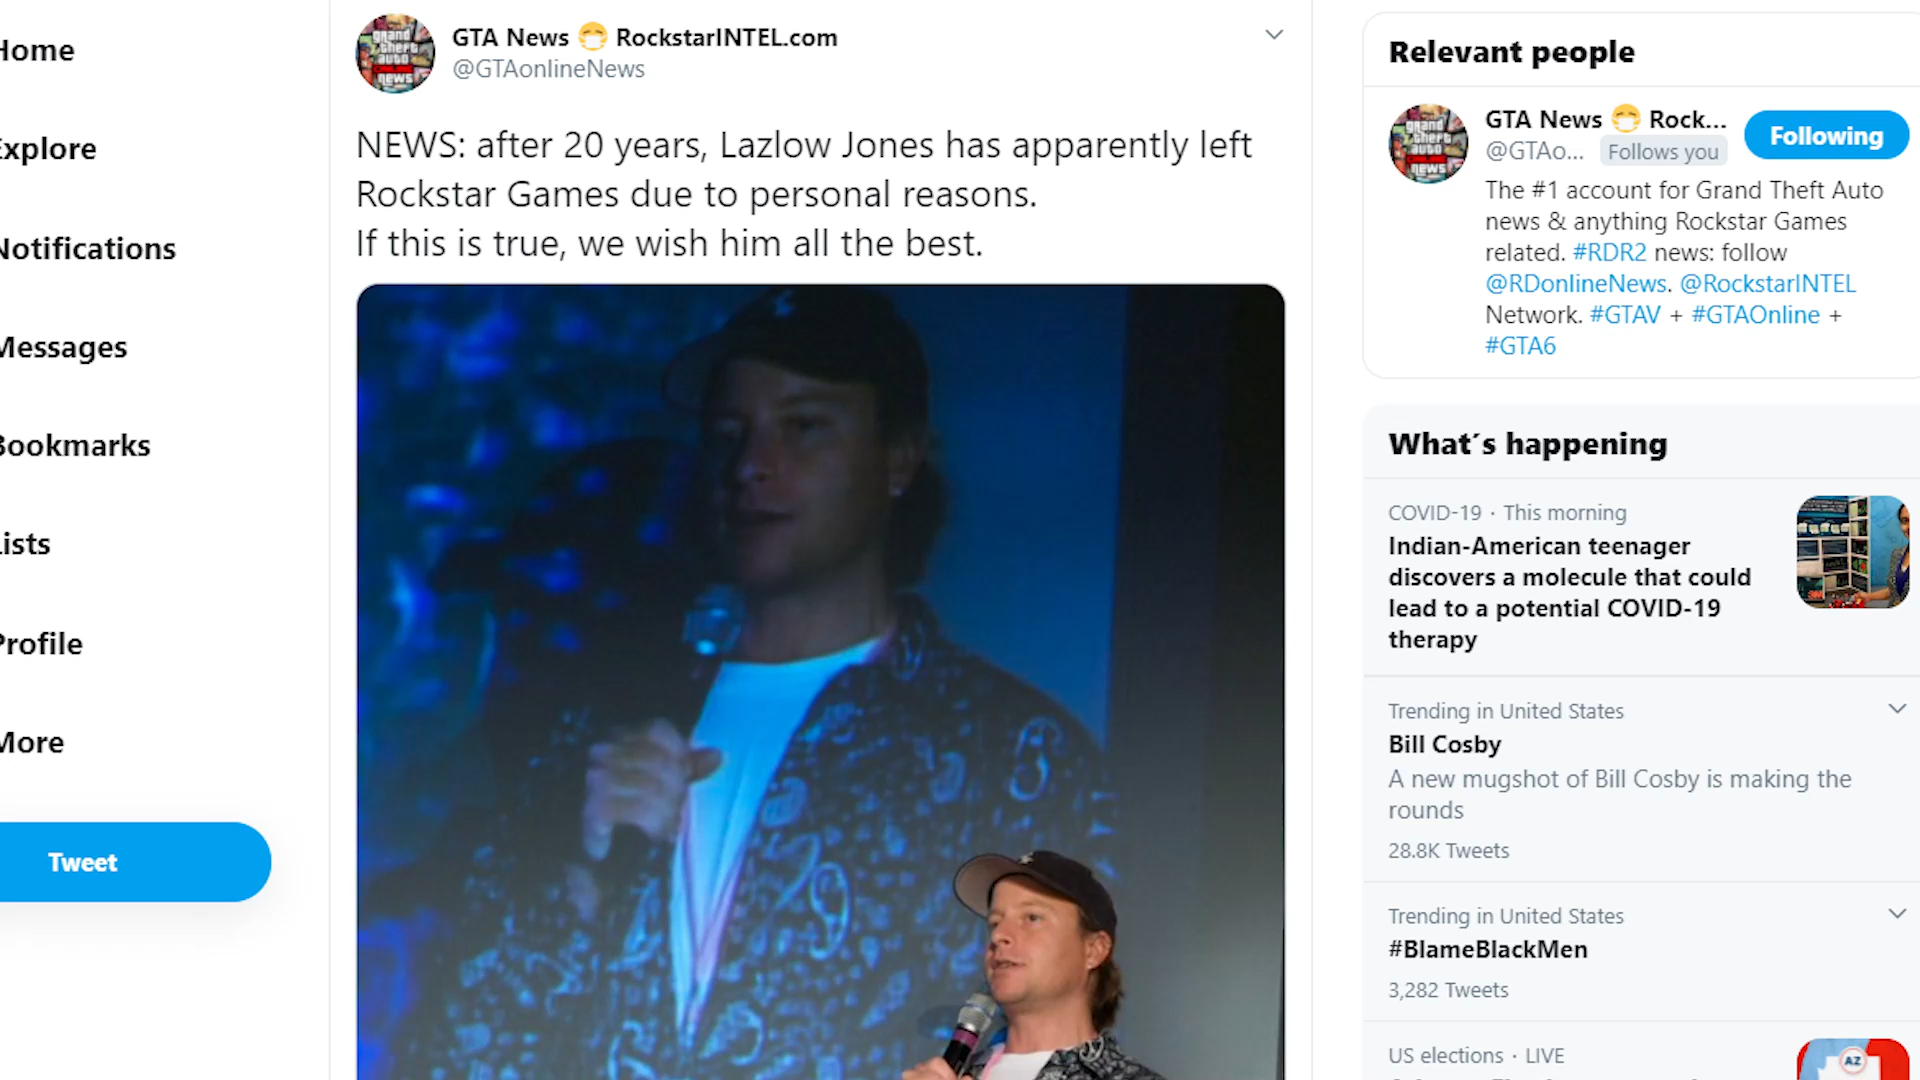 Home
Explore
Notifications
Messages
Bookmarks
Lists
Profile
More
Tweet
GTA News 😷 RockstarINTEL.com
@GTAonlineNews
NEWS: after 20 years, Lazlow Jones has apparently left
Rockstar Games due to personal reasons.
If this is true, we wish him all the best.
Relevant people
GTA News 😷 Rock...
@GTAo... Follows you
Following
The #1 account for Grand Theft Auto
news & anything Rockstar Games
related. #RDR2 news: follow
@RDonlineNews. @RockstarINTEL
Network. #GTAV + #GTAOnline +
#GTA6
What´s happening
COVID-19 · This morning
Indian-American teenager
discovers a molecule that could
lead to a potential COVID-19
therapy
Trending in United States
Bill Cosby
A new mugshot of Bill Cosby is making the
rounds
28.8K Tweets
Trending in United States
#BlameBlackMen
3,282 Tweets
US elections · LIVE
AZ